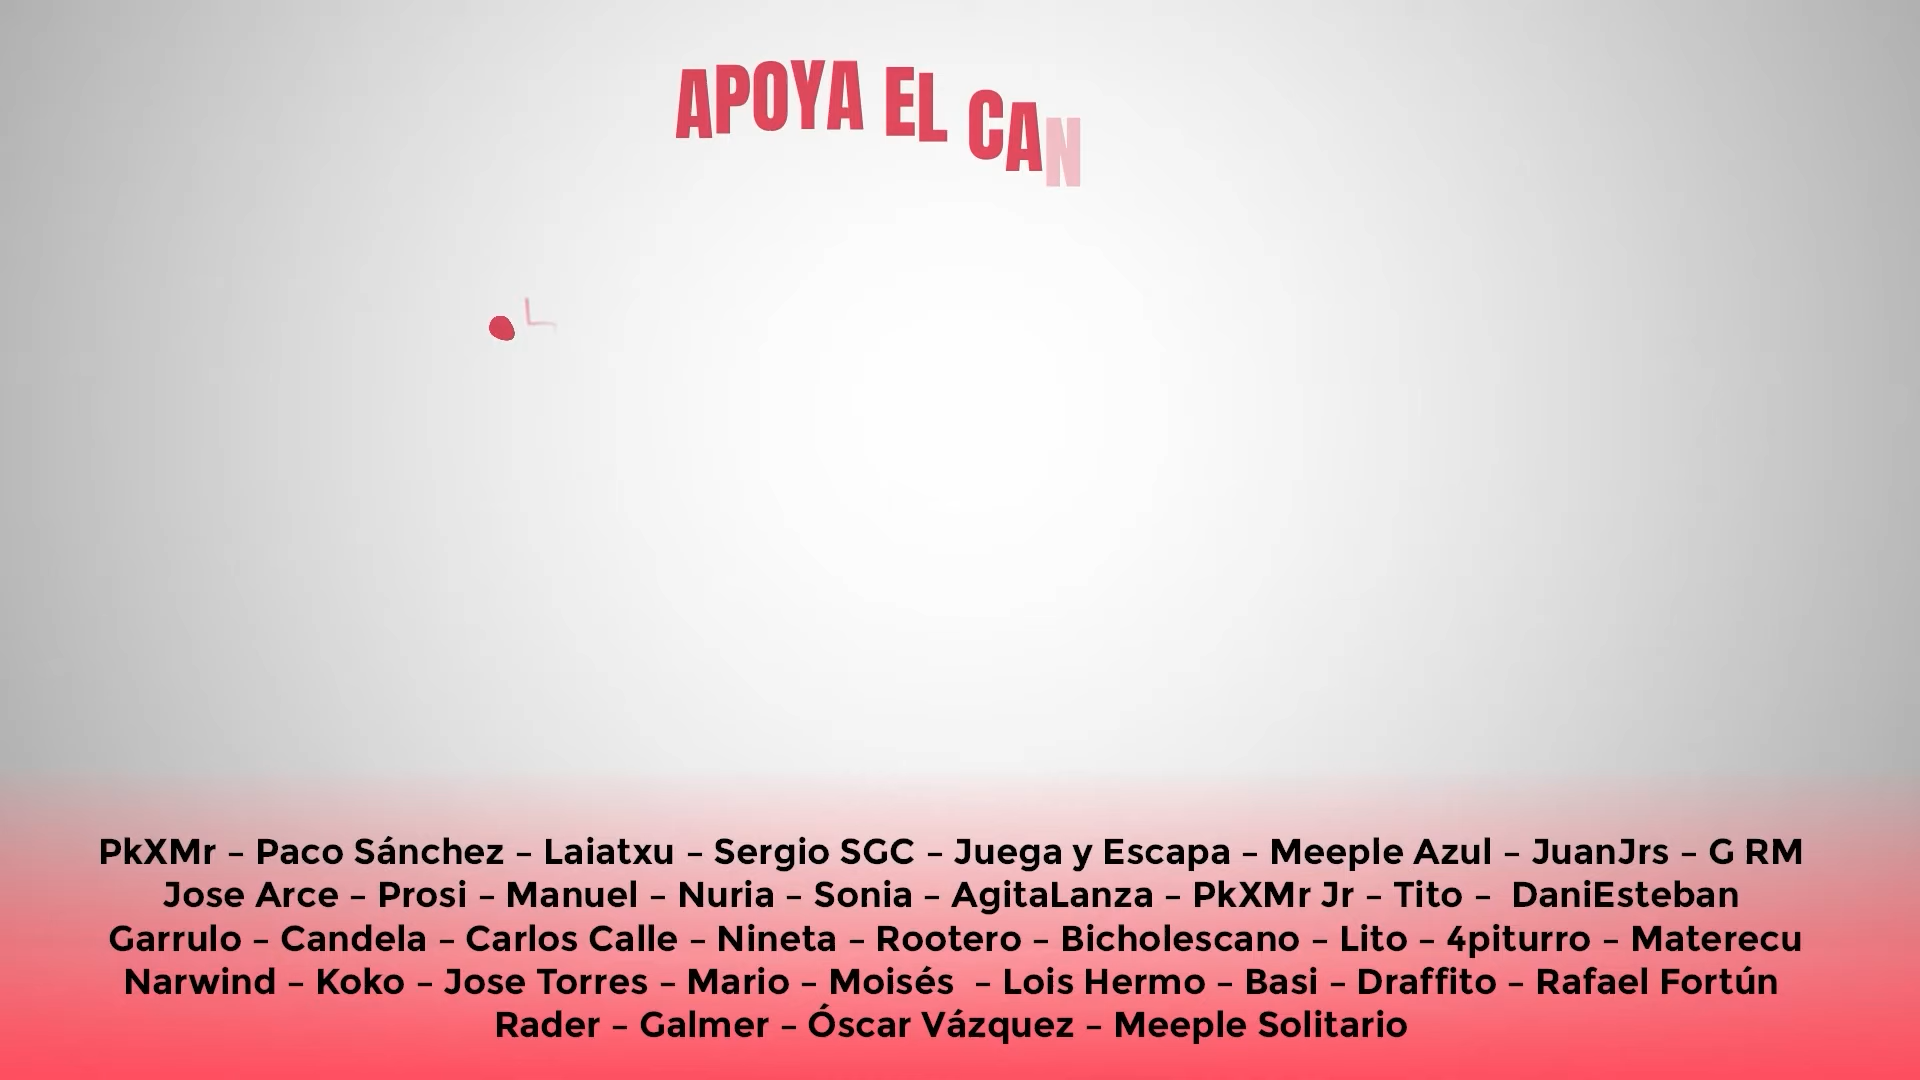 APOYA EL CAN
PkXMr – Paco Sánchez – Laiatxu – Sergio SGC – Juega y Escapa – Meeple Azul – JuanJrs – G RM
Jose Arce – Prosi – Manuel – Nuria – Sonia – AgitaLanza – PkXMr Jr – Tito – DaniEsteban
Garrulo – Candela – Carlos Calle – Nineta – Rootero – Bicholescano – Lito – 4piturro – Materecu
Narwind – Koko – Jose Torres – Mario – Moisés – Lois Hermo – Basi – Draffito – Rafael Fortún
Rader – Galmer – Óscar Vázquez – Meeple Solitario